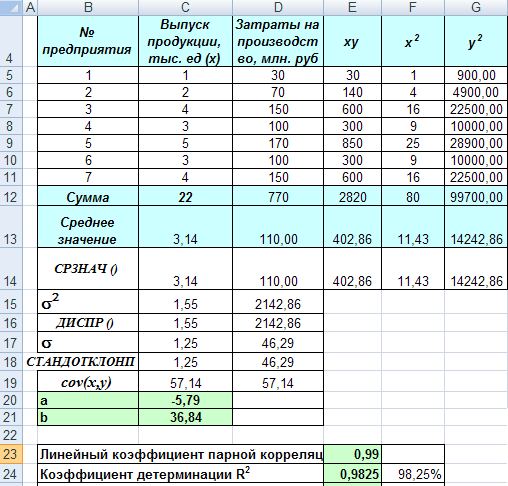 A B C D E F G
4 № предприятия Выпуск продукции, тыс. ед (x) Затраты на производст во, млн. руб xy x² y²
5 1 1 30 30 1 900,00
6 2 2 70 140 4 4900,00
7 3 4 150 600 16 22500,00
8 4 3 100 300 9 10000,00
9 5 5 170 850 25 28900,00
10 6 3 100 300 9 10000,00
11 7 4 150 600 16 22500,00
12 Сумма 22 770 2820 80 99700,00
13 Среднее значение 3,14 110,00 402,86 11,43 14242,86
14 СРЗНАЧ () 3,14 110,00 402,86 11,43 14242,86
15 σ² 1,55 2142,86
16 ДИСПР () 1,55 2142,86
17 σ 1,25 46,29
18 СТАНДОТКЛОНП 1,25 46,29
19 cov(x,y) 57,14 57,14
20 a -5,79
21 b 36,84
22
23 Линейный коэффициент парной корреляц 0,99
24 Коэффициент детерминации R² 0,9825 98,25%